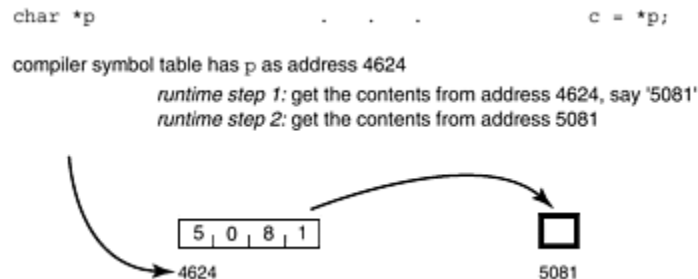 char *p . . . c = *p;
compiler symbol table has p as address 4624
runtime step 1: get the contents from address 4624, say '5081'
runtime step 2: get the contents from address 5081
5 0 8 1
4624 5081